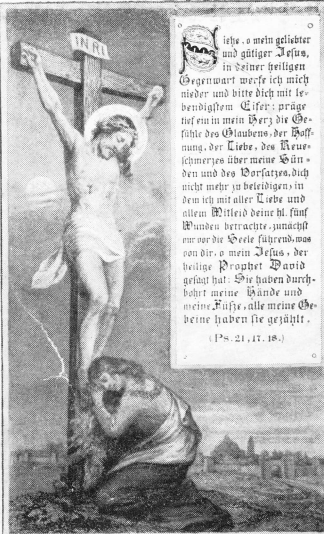 INRI
Siehe, o mein geliebter
und gütiger Jesus,
in Deiner heiligen
Gegenwart werfe ich mich
nieder und bitte dich mit le-
bendigstem Eifer: präge
tief ein in mein Herz die Ge-
fühle des Glaubens, der Hoff-
nung, der Liebe, des Reue-
schmerzes über meine Sün-
den und des Vorsatzes, dich
nicht mehr zu beleidigen, in
dem ich mit aller Liebe und
allem Mitleid deine hl. fünf
Wunden betrachte, zunächst
mir vor die Seele führend, was
von dir, o mein Jesus, der
heilige Prophet David
gesagt hat: Sie haben durch-
bohrt meine Hände und
meine Füße, alle meine Ge-
beine haben sie gezählt.
(Ps. 21, 17. 18.)